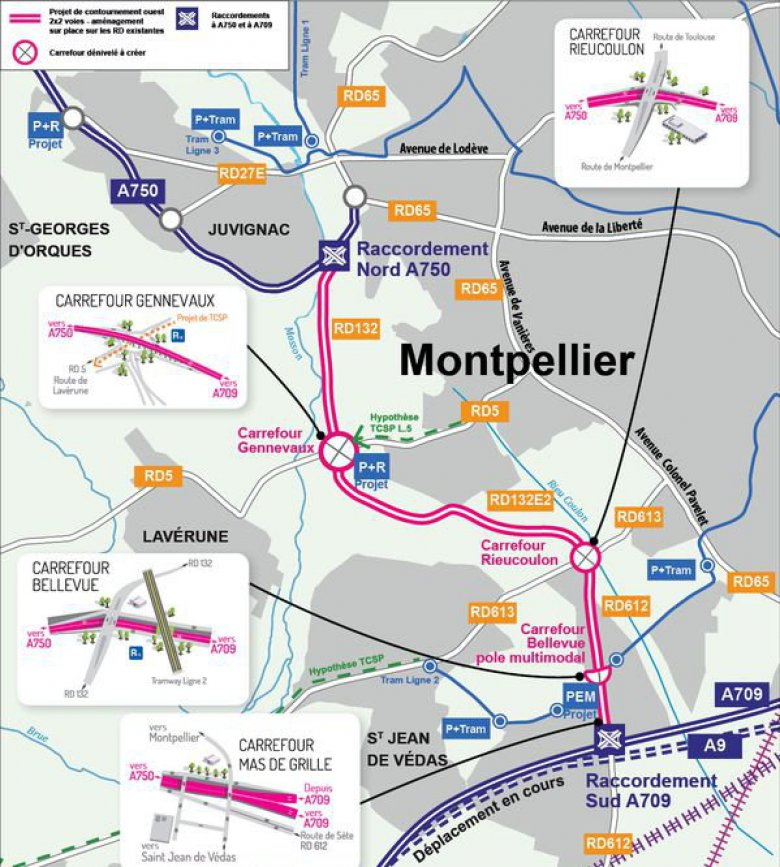 Projet de contournement ouest
2x2 voies - aménagement
sur place sur les RD existantes
Raccordements
à A750 et à A709
Carrefour dénivelé à créer
Tram Ligne 1
RD65
CARREFOUR
RIEUCOULON
Route de Toulouse
vers
A750
vers
A709
Route de Montpellier
P+R
Projet
P+Tram
P+Tram
Tram
Ligne 3
Avenue de Lodève
RD27E
A750
RD65
Avenue de la Liberté
ST-GEORGES
D'ORQUES
JUVIGNAC
Raccordement
Nord A750
RD65
Avenue de Vanières
CARREFOUR GENNEVAUX
vers
A750
Projet de TCSP
R+
RD 5
Route de
Lavérune
vers
A709
Mosson
RD132
Montpellier
Hypothèse
TCSP L.5
RD5
Carrefour
Gennevaux
P+R
Projet
Avenue Colonel Pavelet
RD5
RD132E2
Rieu Coulon
RD613
LAVÉRUNE
Carrefour
Rieucoulon
CARREFOUR
BELLEVUE
RD 132
vers
A750
vers
A709
R+
RD 132
Tramway Ligne 2
P+Tram
RD65
RD613
RD612
Carrefour
Bellevue
pole multimodal
Hypothèse TCSP
Tram Ligne 2
PEM
Projet
P+Tram
A709
A9
Brue
ST JEAN
DE VÉDAS
CARREFOUR
MAS DE GRILLE
vers
Montpellier
vers
A750
Depuis
A709
vers
A709
Route de Sète
RD 612
vers
Saint Jean de Védas
Déplacement en cours
Raccordement
Sud A709
RD612